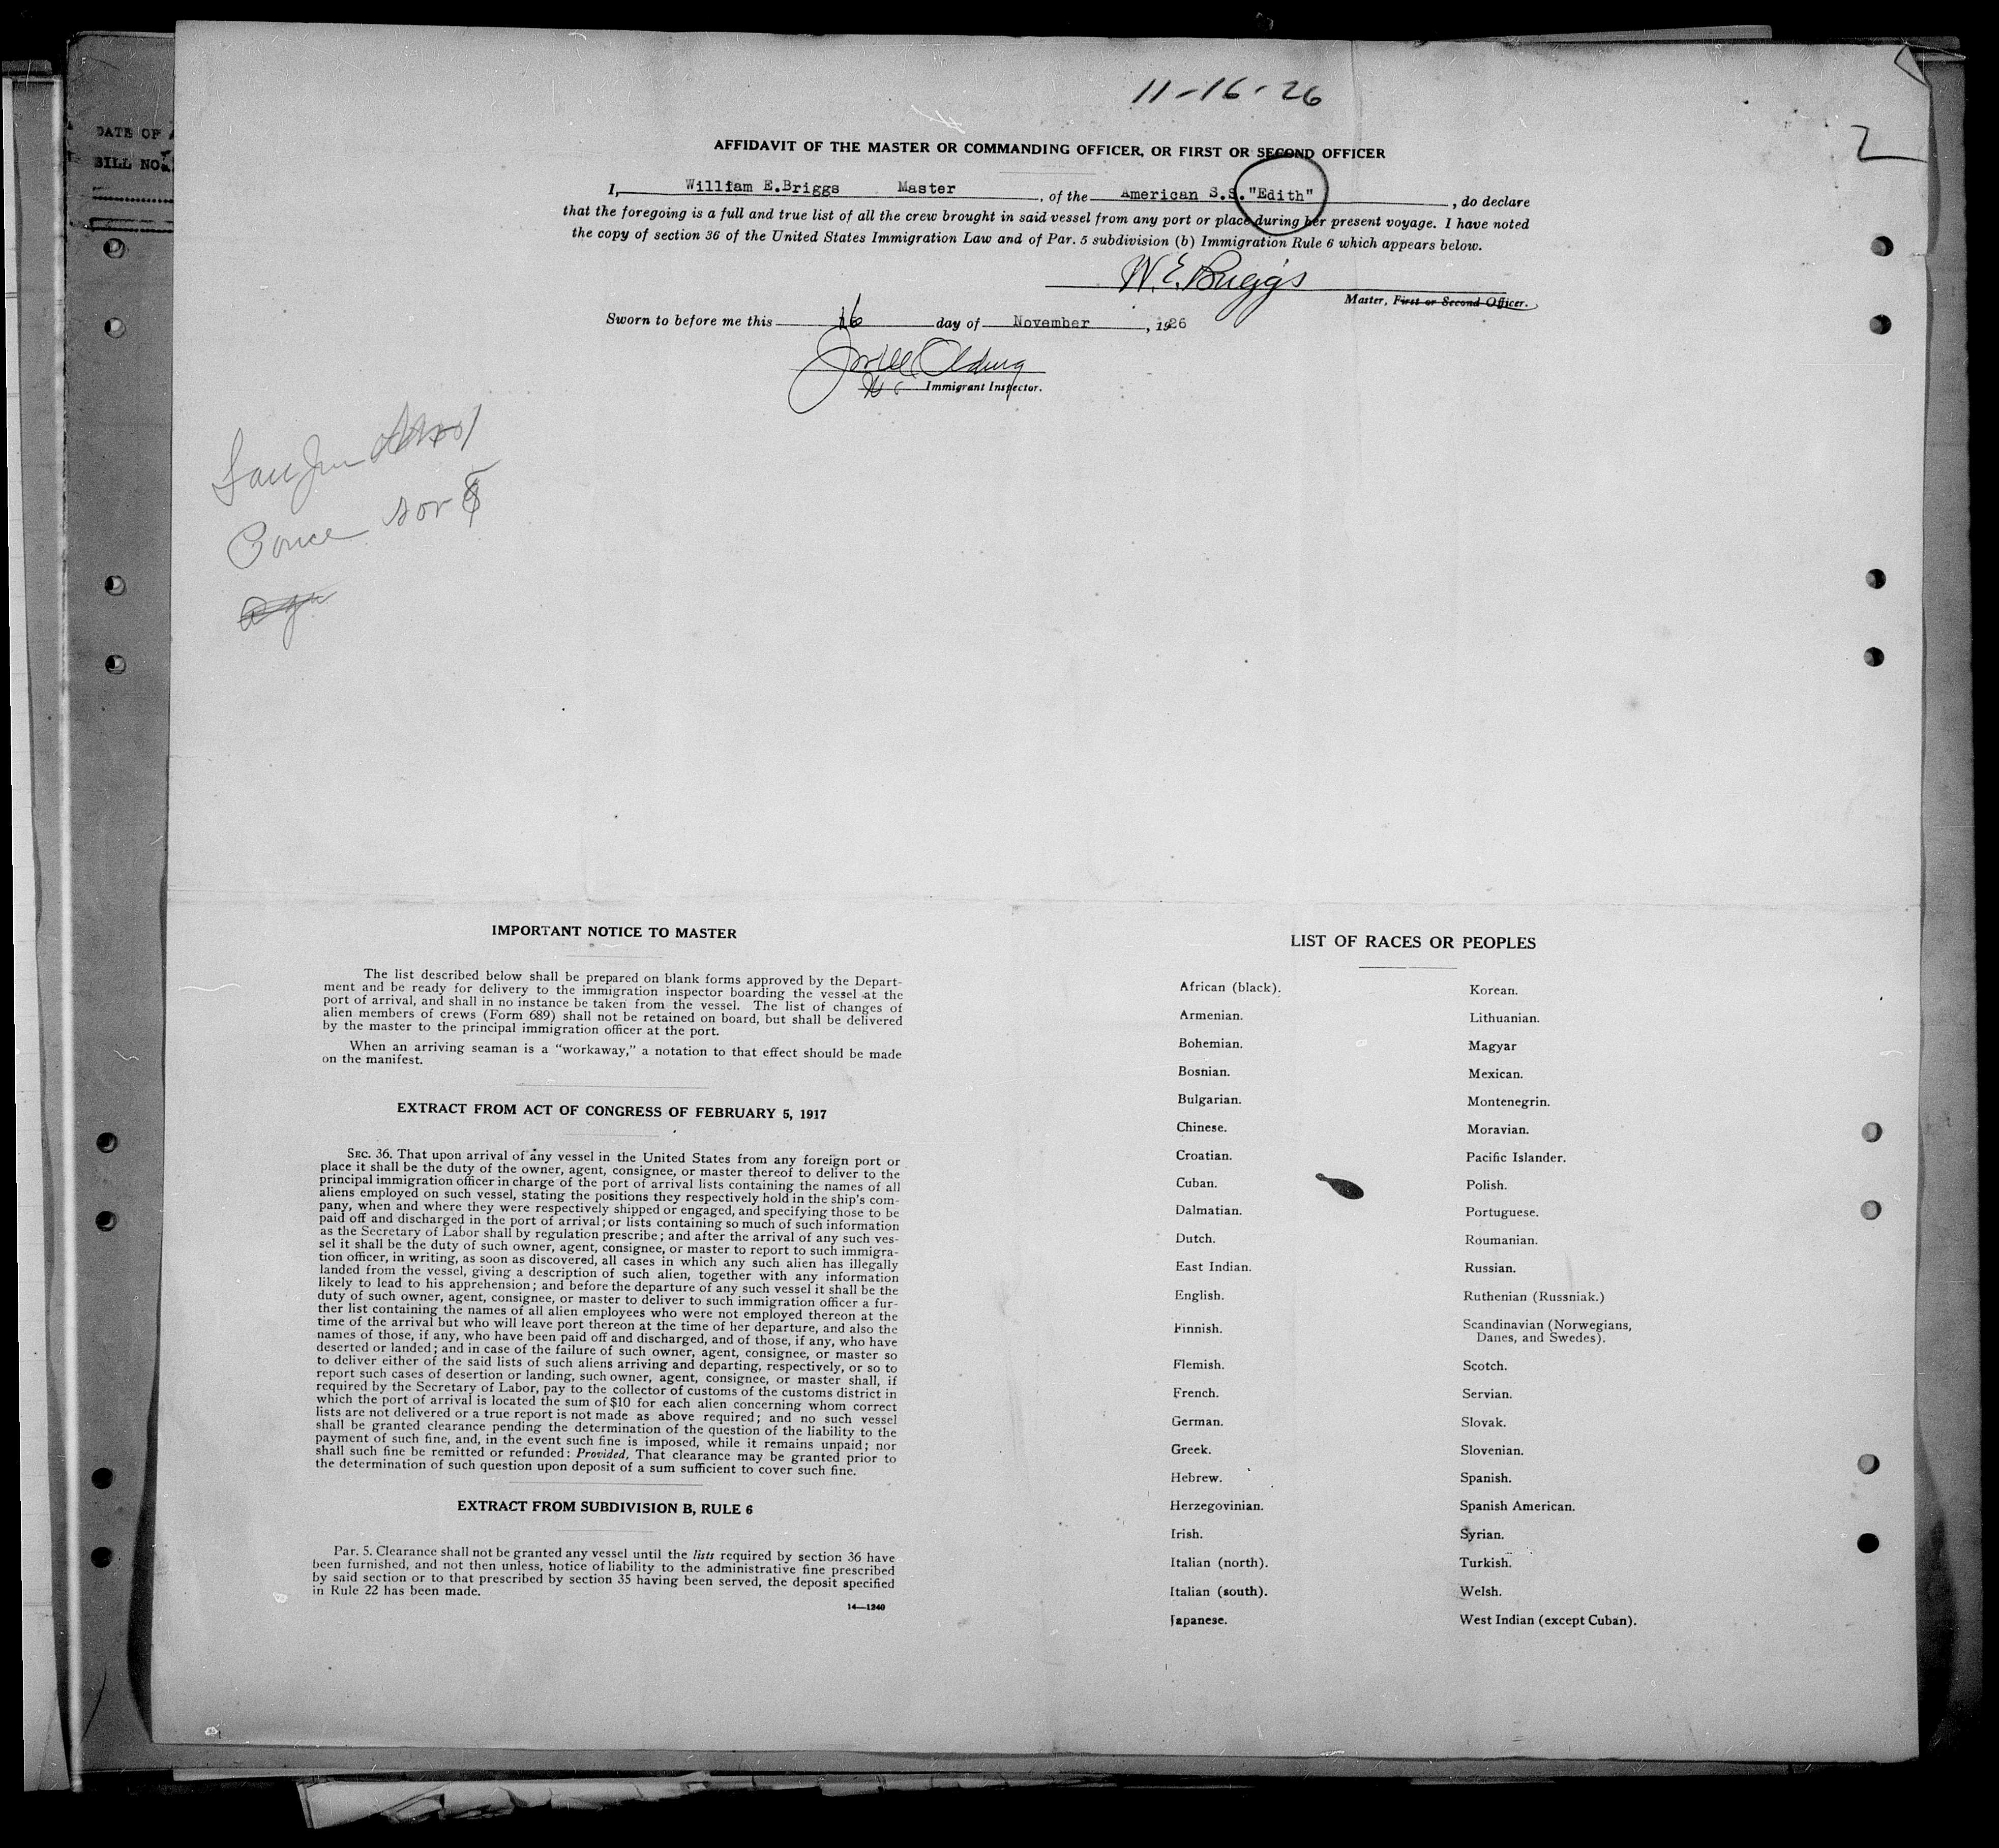 11-16-26
2
DATE OF
BILL NO.
AFFIDAVIT OF THE MASTER OR COMMANDING OFFICER, OR FIRST OR SECOND OFFICER
I, William E.Briggs Master, of the American S.S. "Edith", do declare
that the foregoing is a full and true list of all the crew brought in said vessel from any port or place during her present voyage. I have noted
the copy of section 36 of the United States Immigration Law and of Par. 5 subdivision (b) Immigration Rule 6 which appears below.
W. E. Briggs
Master, First or Second Officer.
Sworn to before me this 16 day of November, 1926
Immigrant Inspector.
San Juan
Ponce Nov
IMPORTANT NOTICE TO MASTER
The list described below shall be prepared on blank forms approved by the Depart-
ment and be ready for delivery to the immigration inspector boarding the vessel at the
port of arrival, and shall in no instance be taken from the vessel. The list of changes of
alien members of crews (Form 689) shall not be retained on board, but shall be delivered
by the master to the principal immigration officer at the port.
When an arriving seaman is a "workaway," a notation to that effect should be made
on the manifest.
EXTRACT FROM ACT OF CONGRESS OF FEBRUARY 5, 1917
SEC. 36. That upon arrival of any vessel in the United States from any foreign port or
place it shall be the duty of the owner, agent, consignee, or master thereof to deliver to the
principal immigration officer in charge of the port of arrival lists containing the names of all
aliens employed on such vessel, stating the positions they respectively hold in the ship's com-
pany, when and where they were respectively shipped or engaged, and specifying those to be
paid off and discharged in the port of arrival; or lists containing so much of such information
as the Secretary of Labor shall by regulation prescribe; and after the arrival of any such ves-
sel it shall be the duty of such owner, agent, consignee, or master to report to such immigra-
tion officer, in writing, as soon as discovered, all cases in which any such alien has illegally
landed from the vessel, giving a description of such alien, together with any information
likely to lead to his apprehension; and before the departure of any such vessel it shall be the
duty of such owner, agent, consignee, or master to deliver to such immigration officer a fur-
ther list containing the names of all alien employees who were not employed thereon at the
time of the arrival but who will leave port thereon at the time of her departure, and also the
names of those, if any, who have been paid off and discharged, and of those, if any, who have
deserted or landed; and in case of the failure of such owner, agent, consignee, or master so
to deliver either of the said lists of such aliens arriving and departing, respectively, or so to
report such cases of desertion or landing, such owner, agent, consignee, or master shall, if
required by the Secretary of Labor, pay to the collector of customs of the customs district in
which the port of arrival is located the sum of $10 for each alien concerning whom correct
lists are not delivered or a true report is not made as above required; and no such vessel
shall be granted clearance pending the determination of the question of the liability to the
payment of such fine, and, in the event such fine is imposed, while it remains unpaid; nor
shall such fine be remitted or refunded: Provided, That clearance may be granted prior to
the determination of such question upon deposit of a sum sufficient to cover such fine.
EXTRACT FROM SUBDIVISION B, RULE 6
Par. 5. Clearance shall not be granted any vessel until the lists required by section 36 have
been furnished, and not then unless, notice of liability to the administrative fine prescribed
by said section or to that prescribed by section 35 having been served, the deposit specified
in Rule 22 has been made.
14—1240
LIST OF RACES OR PEOPLES
African (black).
Armenian.
Bohemian.
Bosnian.
Bulgarian.
Chinese.
Croatian.
Cuban.
Dalmatian.
Dutch.
East Indian.
English.
Finnish.
Flemish.
French.
German.
Greek.
Hebrew.
Herzegovinian.
Irish.
Italian (north).
Italian (south).
Japanese.
Korean.
Lithuanian.
Magyar
Mexican.
Montenegrin.
Moravian.
Pacific Islander.
Polish.
Portuguese.
Roumanian.
Russian.
Ruthenian (Russniak.)
Scandinavian (Norwegians,
Danes, and Swedes).
Scotch.
Servian.
Slovak.
Slovenian.
Spanish.
Spanish American.
Syrian.
Turkish.
Welsh.
West Indian (except Cuban).